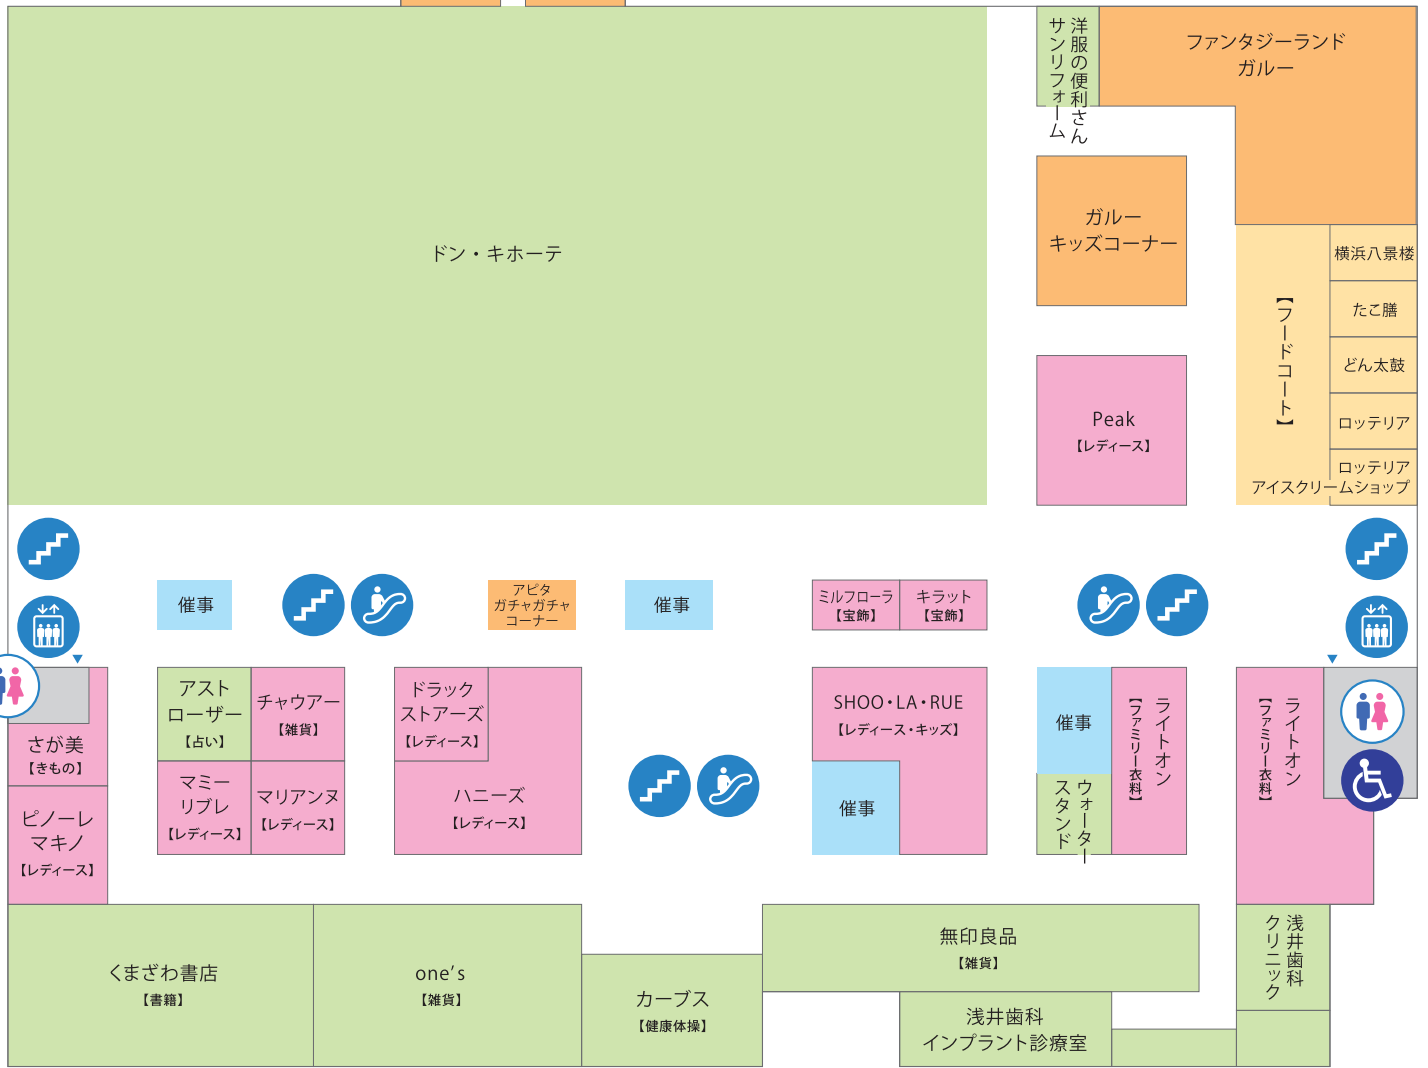 ドン・キホーテ
洋服の便利さん
サンリフォーム
ファンタジーランド
ガルー
ガルー
キッズコーナー
Peak
【レディース】
【フードコート】
横浜八景楼
たこ膳
どん太鼓
ロッテリア
ロッテリア
アイスクリームショップ
催事
アピタ
ガチャガチャ
コーナー
催事
ミルフローラ
【宝飾】
キラット
【宝飾】
さが美
【きもの】
ピノーレ
マキノ
【レディース】
アスト
ローザー
【占い】
チャウアー
【雑貨】
マミー
リブレ
【レディース】
マリアンヌ
【レディース】
ドラック
ストアーズ
【レディース】
ハニーズ
【レディース】
SHOO・LA・RUE
【レディース・キッズ】
催事
催事
ウォーター
スタンド
ライトオン
【ファミリー衣料】
ライトオン
【ファミリー衣料】
くまざわ書店
【書籍】
one's
【雑貨】
カーブス
【健康体操】
無印良品
【雑貨】
浅井歯科
インプラント診療室
浅井歯科
クリニック